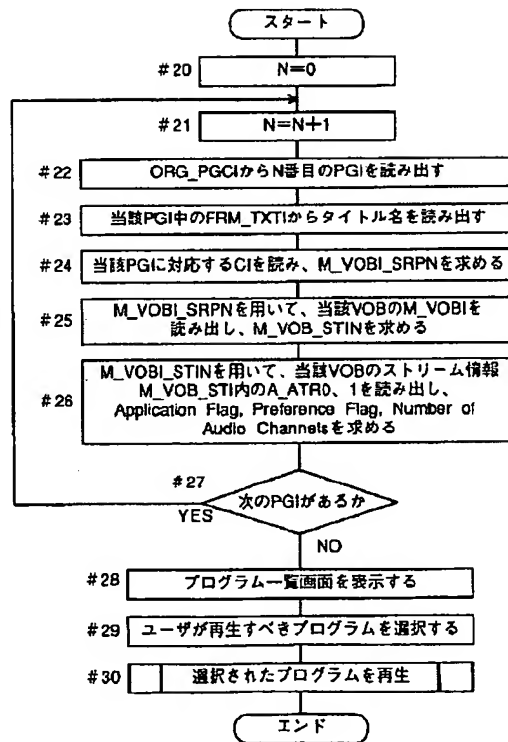 スタート
#20 N=0
#21 N=N+1
#22 ORG_PGCIからN番目のPGIを読み出す
#23 当該PGI中のFRM_TXTIからタイトル名を読み出す
#24 当該PGに対応するCIを読み、M_VOBI_SRPNを求める
#25 M_VOBI_SRPNを用いて、当該VOBのM_VOBIを
読み出し、M_VOB_STINを求める
#26 M_VOBI_STINを用いて、当該VOBのストリーム情報
M_VOB_STI内のA_ATR0、1を読み出し、
Application Flag, Preference Flag, Number of
Audio Channelsを求める
#27 次のPGIがあるか
YES
NO
#28 プログラム一覧画面を表示する
#29 ユーザが再生すべきプログラムを選択する
#30 選択されたプログラムを再生
エンド